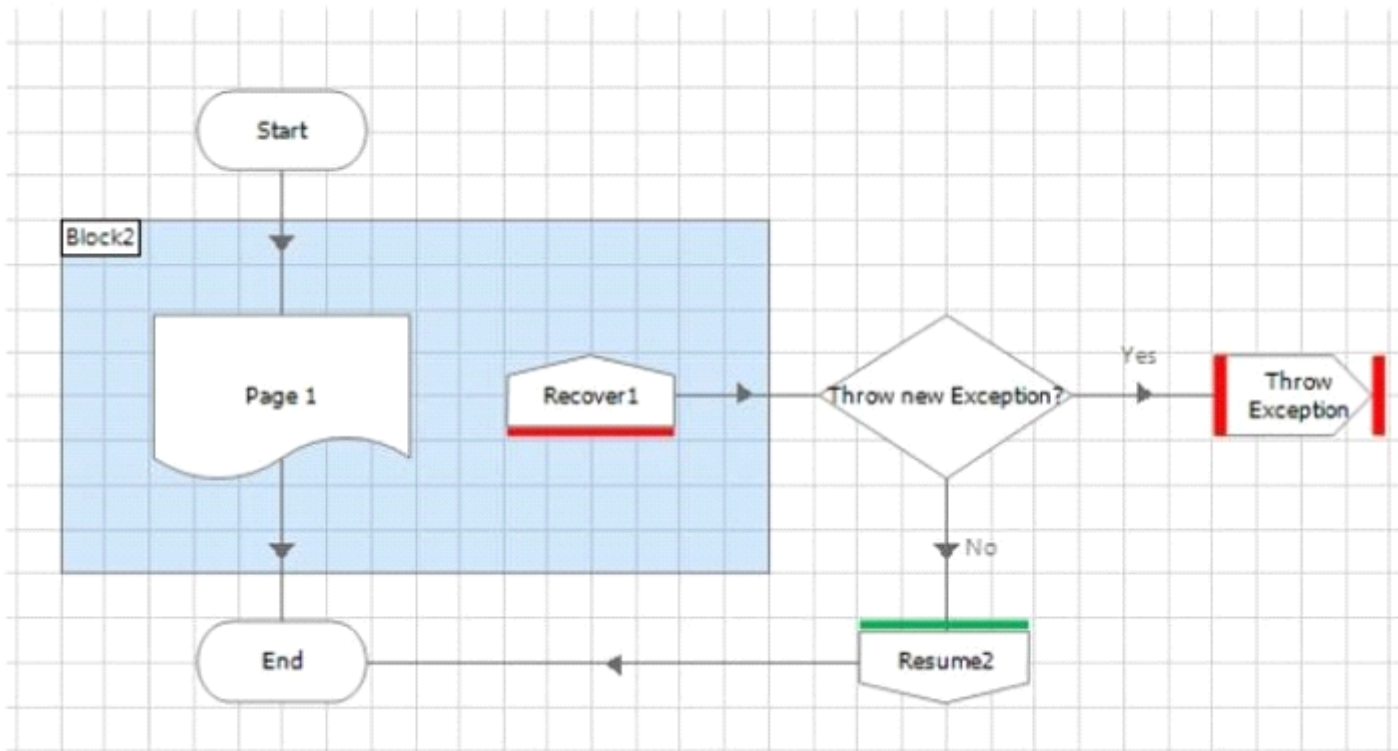 Start
Block2
Page 1
Recover1
Throw new Exception?
Yes
Throw
Exception
No
End
Resume2